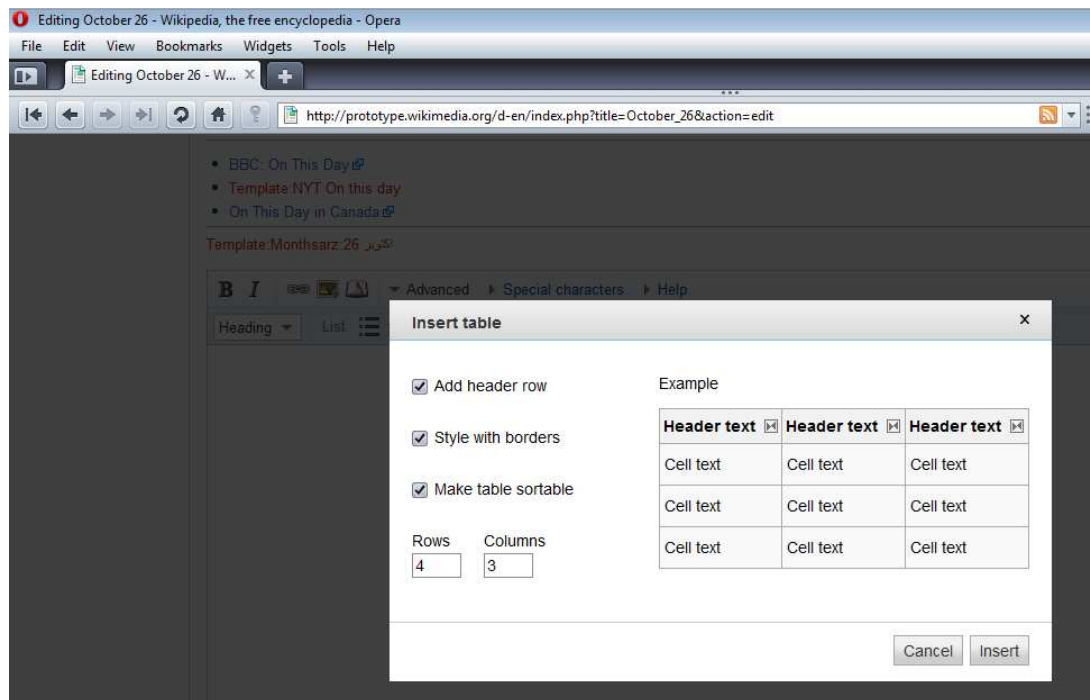 Editing October 26 - Wikipedia, the free encyclopedia - Opera
File Edit View Bookmarks Widgets Tools Help
Editing October 26 - W...
http://prototype.wikimedia.org/d-en/index.php?title=October_26&action=edit
BBC: On This Day
Template:NYT On this day
On This Day in Canada
Template:Monthsarz:26 اكتوبر
B I Advanced Special characters Help
Heading List
Insert table
Add header row
Style with borders
Make table sortable
Rows Columns
4 3
Example
Header text Header text Header text
Cell text Cell text Cell text
Cell text Cell text Cell text
Cell text Cell text Cell text
Cancel Insert